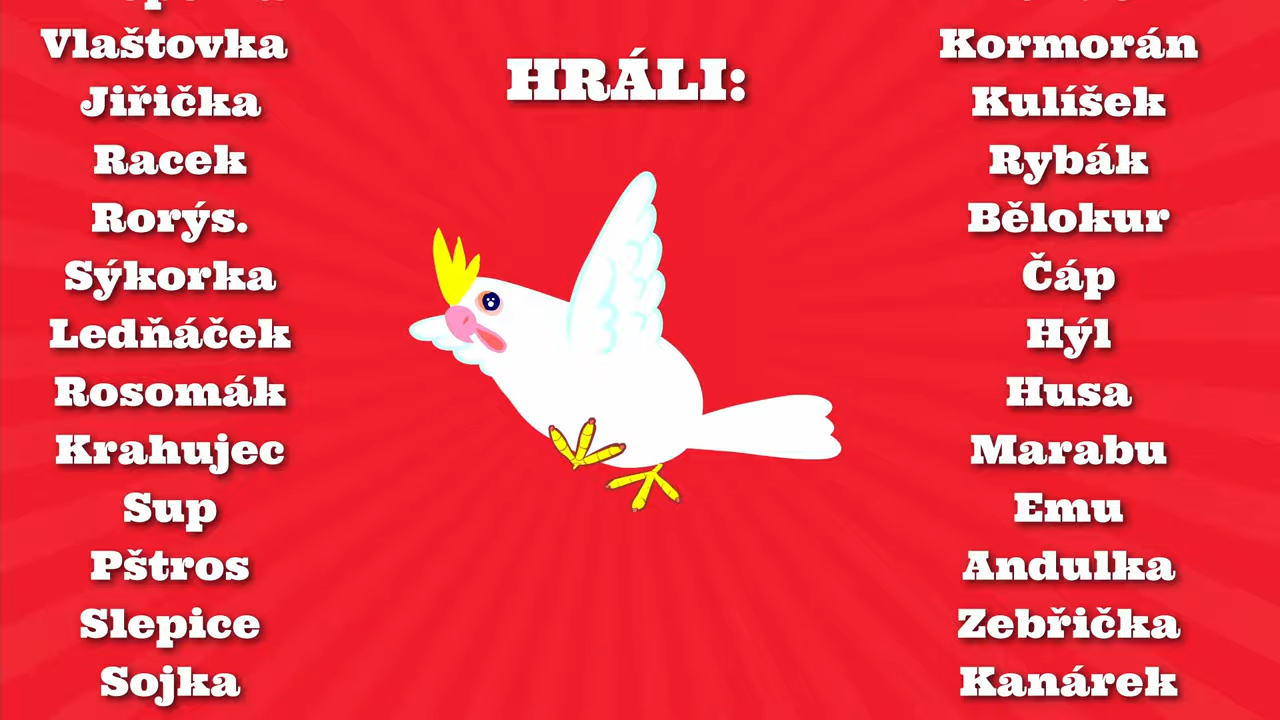 HRÁLI:
Vlaštovka
Jiřička
Racek
Rorýs.
Sýkorka
Ledňáček
Rosomák
Krahujec
Sup
Pštros
Slepice
Sojka
Kormorán
Kulíšek
Rybák
Bělokur
Čáp
Hýl
Husa
Marabu
Emu
Andulka
Zebřička
Kanárek